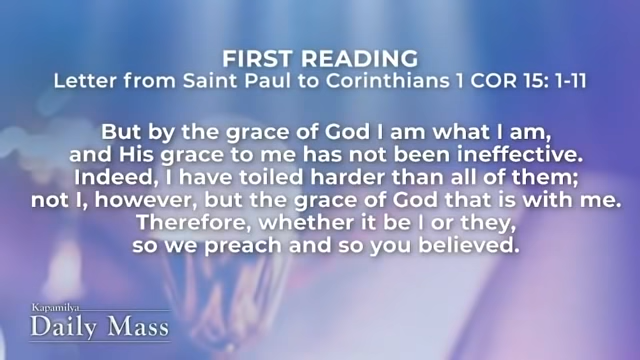 FIRST READING
Letter from Saint Paul to Corinthians 1 COR 15: 1-11
But by the grace of God I am what I am,
and His grace to me has not been ineffective.
Indeed, I have toiled harder than all of them;
not I, however, but the grace of God that is with me.
Therefore, whether it be I or they,
so we preach and so you believed.
Kapamilya
Daily Mass